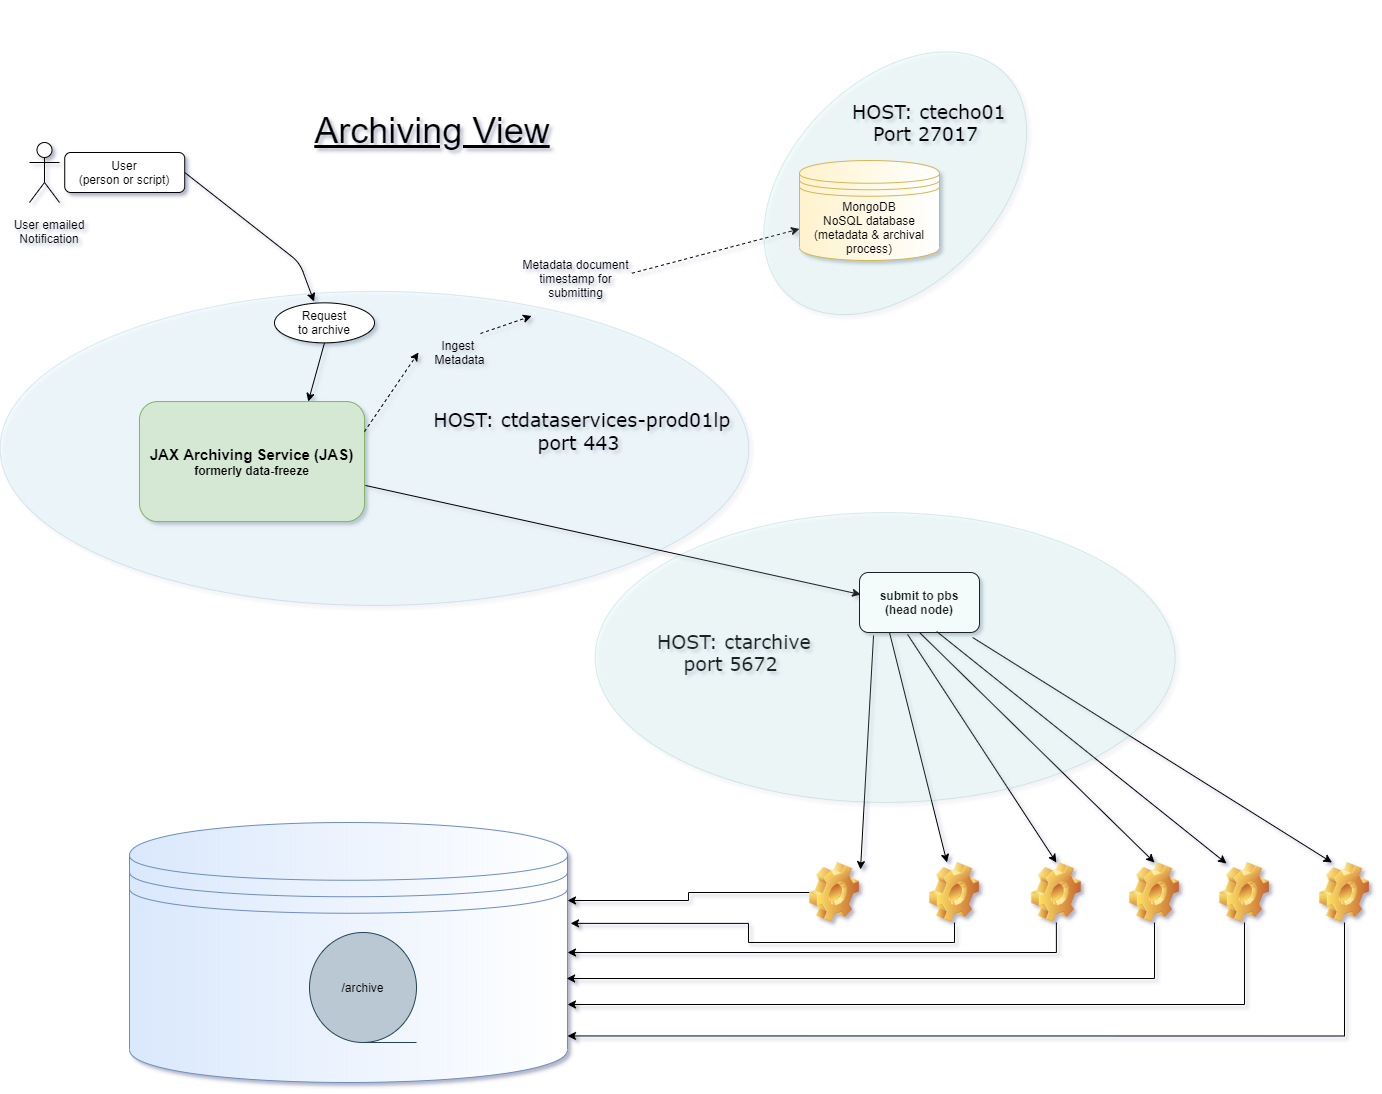 Archiving View
HOST: ctecho01
Port 27017
User
(person or script)
User emailed
Notification
MongoDB
NoSQL database
(metadata & archival
process)
Metadata document
timestamp for
submitting
Request
to archive
Ingest
Metadata
HOST: ctdataservices-prod01lp
port 443
JAX Archiving Service (JAS)
formerly data-freeze
submit to pbs
(head node)
HOST: ctarchive
port 5672
/archive